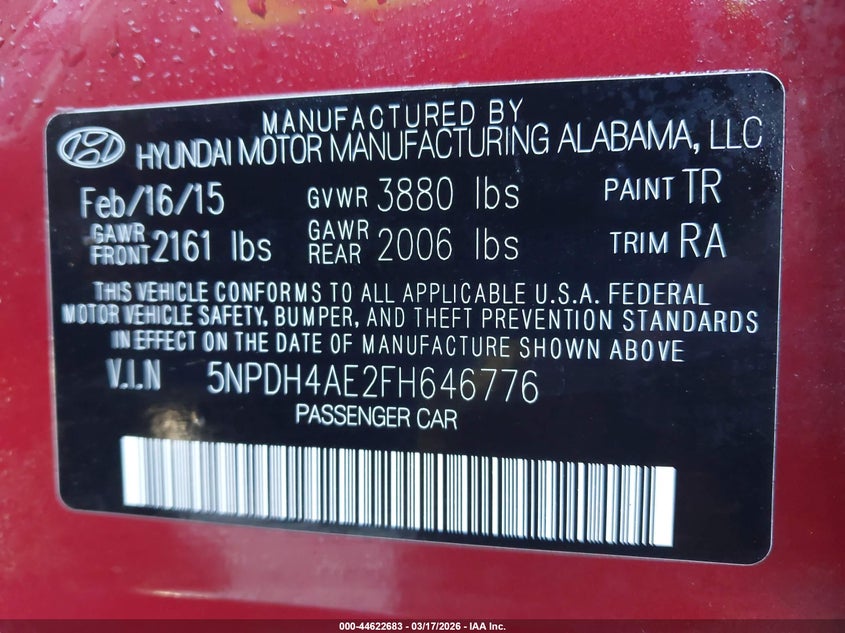 MANUFACTURED BY
HYUNDAI MOTOR MANUFACTURING ALABAMA, LLC
Feb/16/15 GVWR 3880 lbs PAINT TR
GAWR FRONT 2161 lbs GAWR REAR 2006 lbs TRIM RA
THIS VEHICLE CONFORMS TO ALL APPLICABLE U.S.A. FEDERAL
MOTOR VEHICLE SAFETY, BUMPER, AND THEFT PREVENTION STANDARDS
IN EFFECT ON THE DATE OF MANUFACTURE SHOWN ABOVE
V.I.N 5NPDH4AE2FH646776
PASSENGER CAR
000-44622683 - 03/17/2026 - IAA Inc.